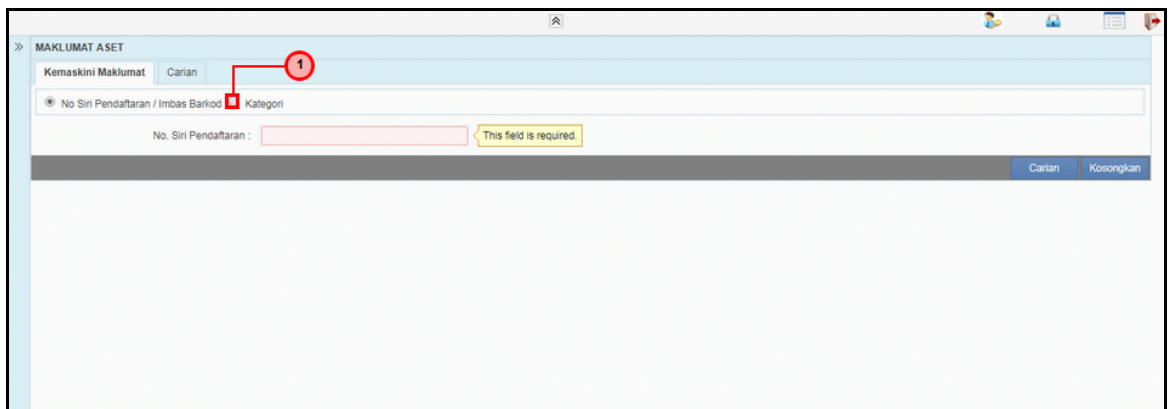 MAKLUMAT ASET
1
Kemaskini Maklumat Carian
No Siri Pendaftaran / Imbas Barkod Kategori
No. Siri Pendaftaran : This field is required.
Carian Kosongkan